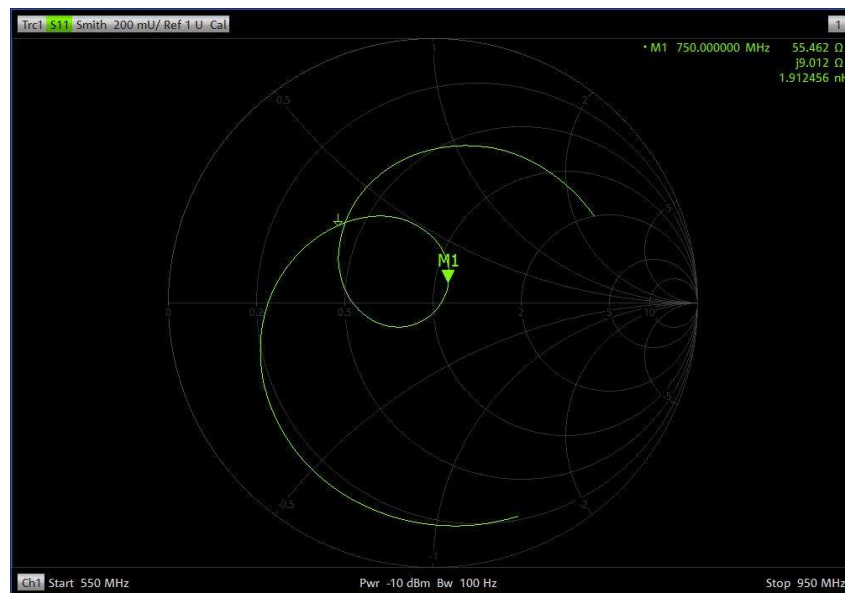 Trc1 S11 Smith 200 mU/ Ref 1 U Cal
1
• M1 750.000000 MHz 55.462 Ω
j9.012 Ω
1.912456 nH
1
0.5
2
5
M1
0
0.2
0.5
1
2
5
10
-5
-0.5
-2
-1
Ch1 Start 550 MHz
Pwr -10 dBm Bw 100 Hz
Stop 950 MHz